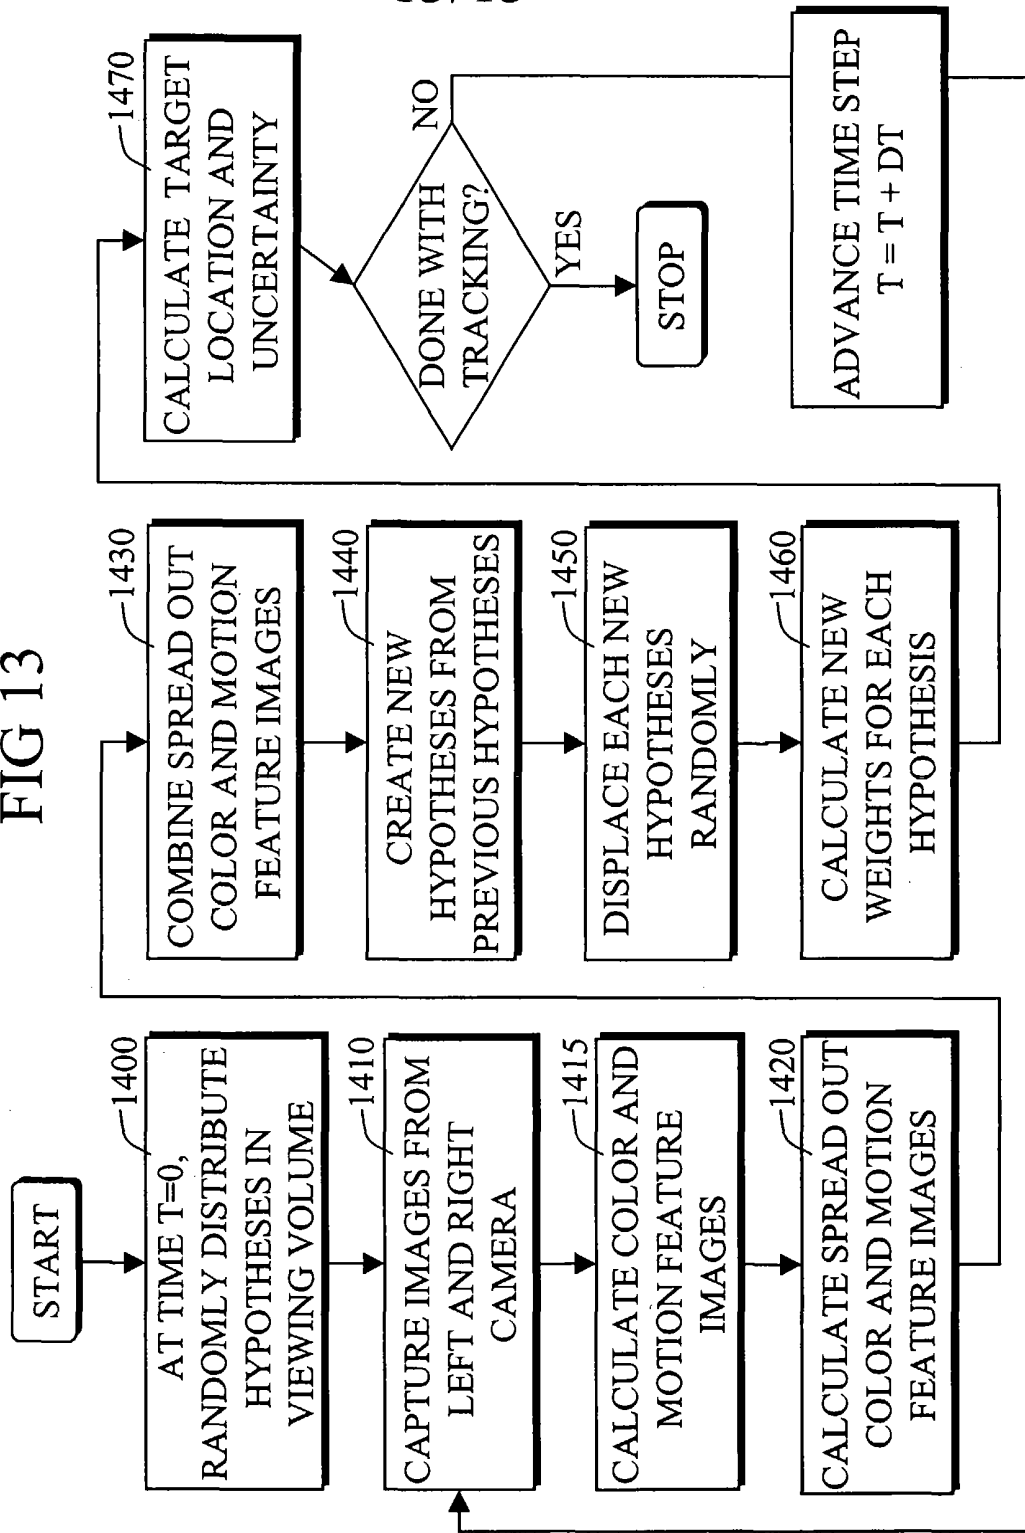 FIG 13
START
1400
AT TIME T=0,
RANDOMLY DISTRIBUTE
HYPOTHESES IN
VIEWING VOLUME
1410
CAPTURE IMAGES FROM
LEFT AND RIGHT
CAMERA
1415
CALCULATE COLOR AND
MOTION FEATURE
IMAGES
1420
CALCULATE SPREAD OUT
COLOR AND MOTION
FEATURE IMAGES
1430
COMBINE SPREAD OUT
COLOR AND MOTION
FEATURE IMAGES
1440
CREATE NEW
HYPOTHESES FROM
PREVIOUS HYPOTHESES
1450
DISPLACE EACH NEW
HYPOTHESES
RANDOMLY
1460
CALCULATE NEW
WEIGHTS FOR EACH
HYPOTHESIS
1470
CALCULATE TARGET
LOCATION AND
UNCERTAINTY
DONE WITH
TRACKING?
NO
YES
STOP
ADVANCE TIME STEP
T = T + DT